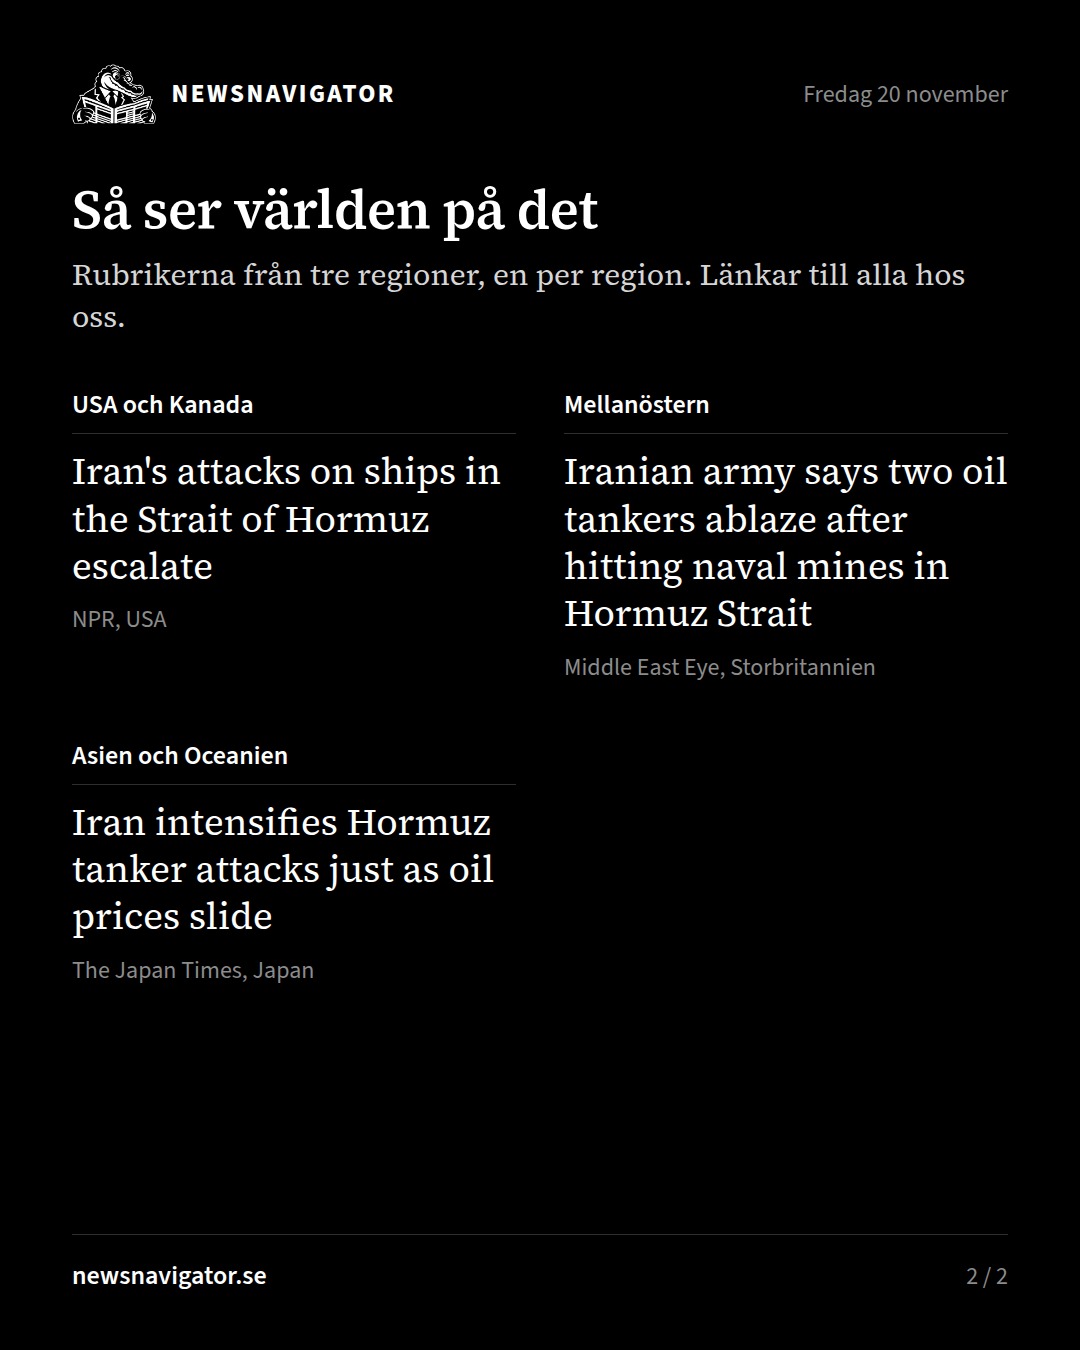 NEWSNAVIGATOR
Fredag 20 november
Så ser världen på det
Rubrikerna från tre regioner, en per region. Länkar till alla hos
oss.
USA och Kanada
Iran's attacks on ships in
the Strait of Hormuz
escalate
NPR, USA
Mellanöstern
Iranian army says two oil
tankers ablaze after
hitting naval mines in
Hormuz Strait
Middle East Eye, Storbritannien
Asien och Oceanien
Iran intensifies Hormuz
tanker attacks just as oil
prices slide
The Japan Times, Japan
newsnavigator.se
2 / 2